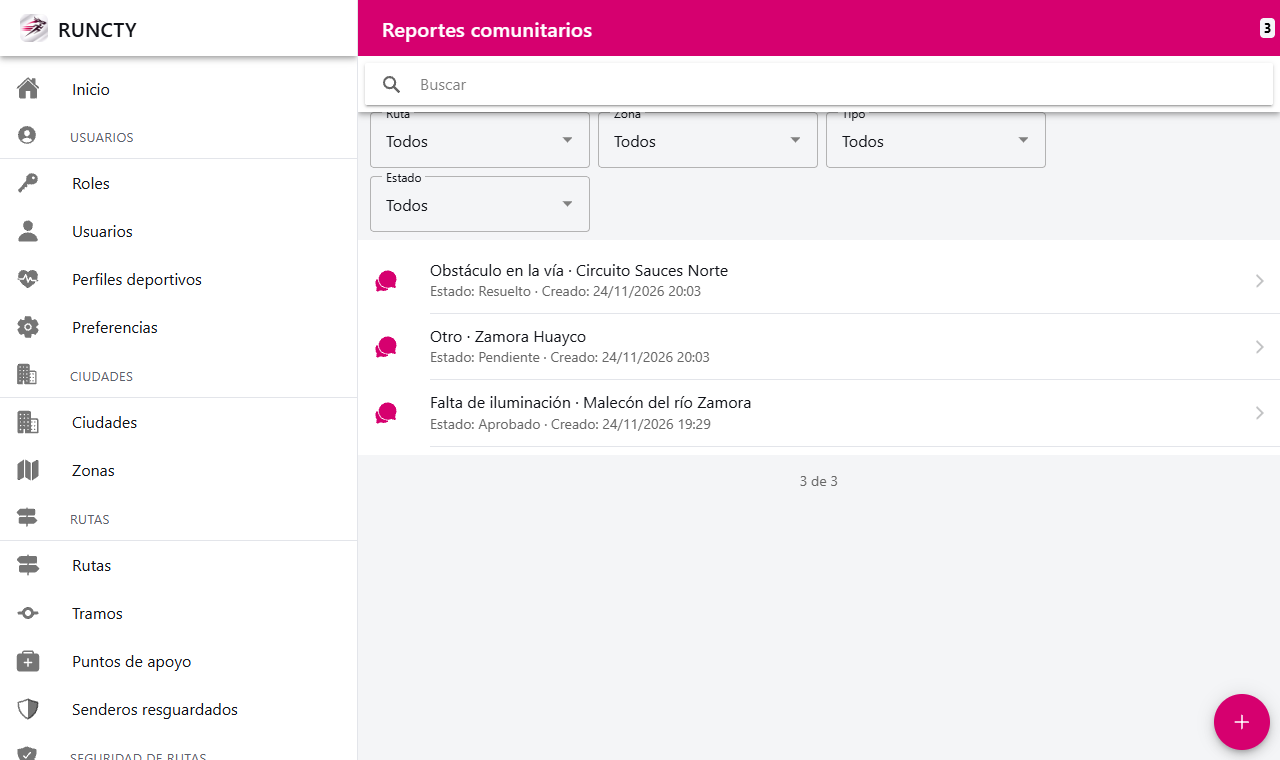 RUNCTY
Inicio
USUARIOS
Roles
Usuarios
Perfiles deportivos
Preferencias
CIUDADES
Ciudades
Zonas
RUTAS
Rutas
Tramos
Puntos de apoyo
Senderos resguardados
SEGURIDAD DE RUTAS
Reportes comunitarios
3
Buscar
Ruta
Todos
Zona
Todos
Tipo
Todos
Estado
Todos
Obstáculo en la vía · Circuito Sauces Norte
Estado: Resuelto · Creado: 24/11/2026 20:03
Otro · Zamora Huayco
Estado: Pendiente · Creado: 24/11/2026 20:03
Falta de iluminación · Malecón del río Zamora
Estado: Aprobado · Creado: 24/11/2026 19:29
3 de 3